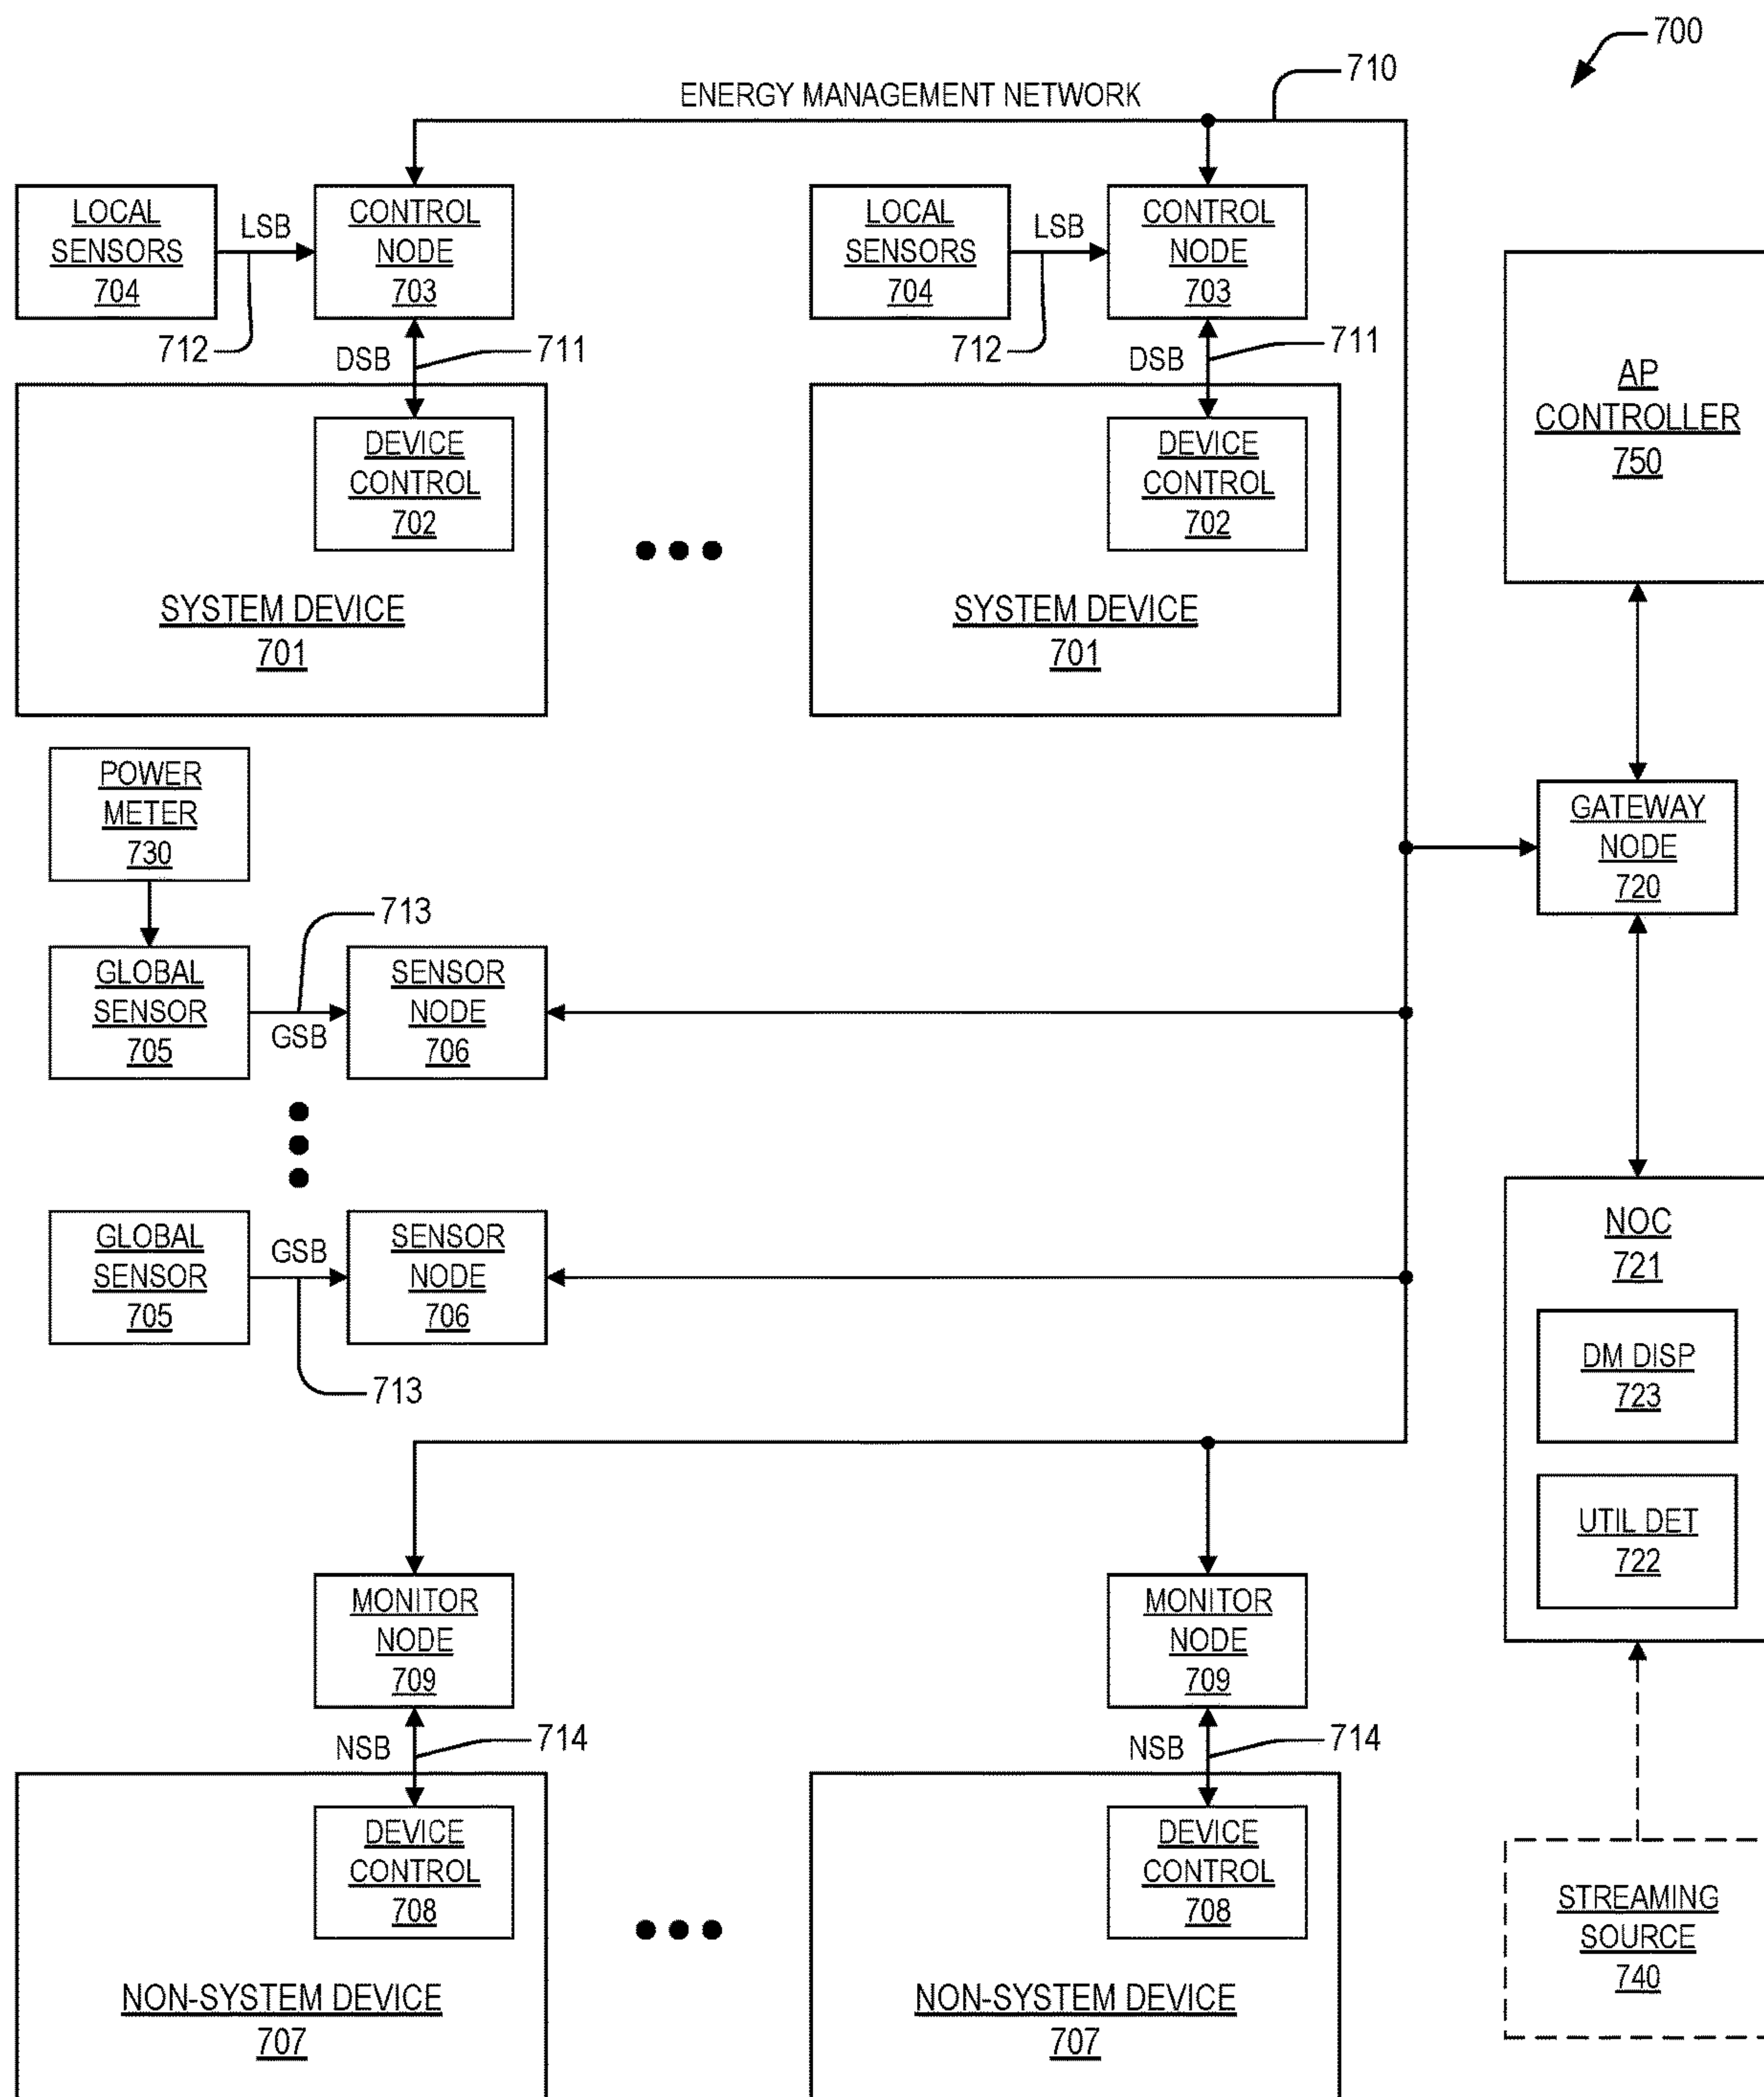 700
710
ENERGY MANAGEMENT NETWORK
LOCAL
SENSORS
704
LSB
712
CONTROL
NODE
703
DSB
711
DEVICE
CONTROL
702
SYSTEM DEVICE
701
LOCAL
SENSORS
704
LSB
712
CONTROL
NODE
703
DSB
711
DEVICE
CONTROL
702
SYSTEM DEVICE
701
AP
CONTROLLER
750
POWER
METER
730
GATEWAY
NODE
720
713
GLOBAL
SENSOR
705
GSB
SENSOR
NODE
706
GLOBAL
SENSOR
705
GSB
SENSOR
NODE
706
713
NOC
721
DM DISP
723
UTIL DET
722
MONITOR
NODE
709
NSB
714
DEVICE
CONTROL
708
NON-SYSTEM DEVICE
707
MONITOR
NODE
709
NSB
714
DEVICE
CONTROL
708
NON-SYSTEM DEVICE
707
STREAMING
SOURCE
740